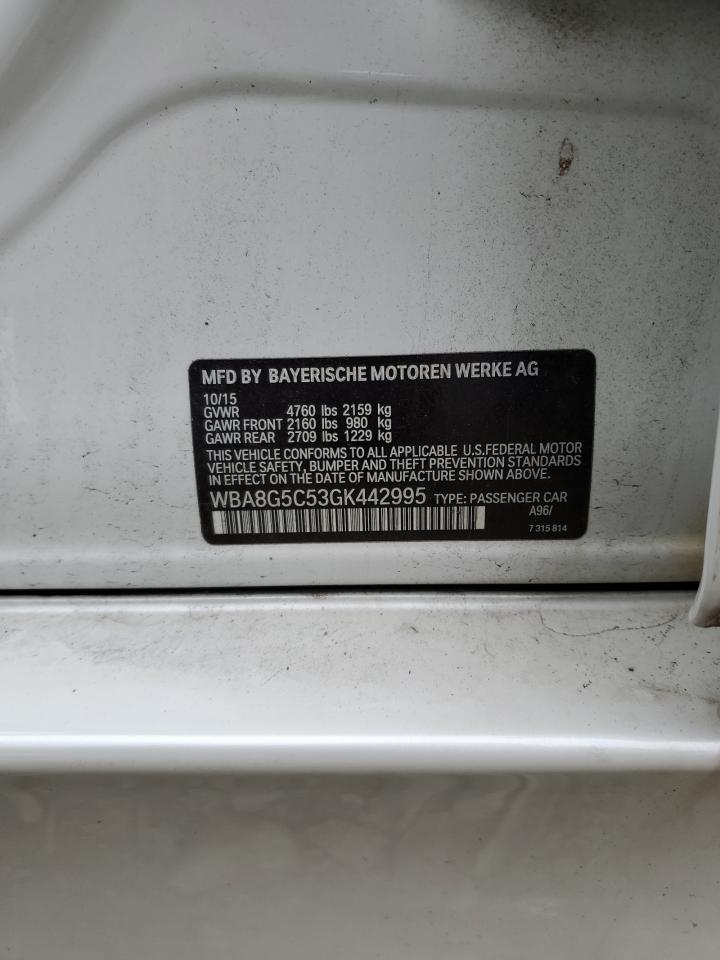 MFD BY BAYERISCHE MOTOREN WERKE AG
10/15
GVWR 4760 lbs 2159 kg
GAWR FRONT 2160 lbs 980 kg
GAWR REAR 2709 lbs 1229 kg
THIS VEHICLE CONFORMS TO ALL APPLICABLE U.S.FEDERAL MOTOR
VEHICLE SAFETY, BUMPER AND THEFT PREVENTION STANDARDS
IN EFFECT ON THE DATE OF MANUFACTURE SHOWN ABOVE.
WBA8G5C53GK442995 TYPE: PASSENGER CAR
A96/
7 315 814